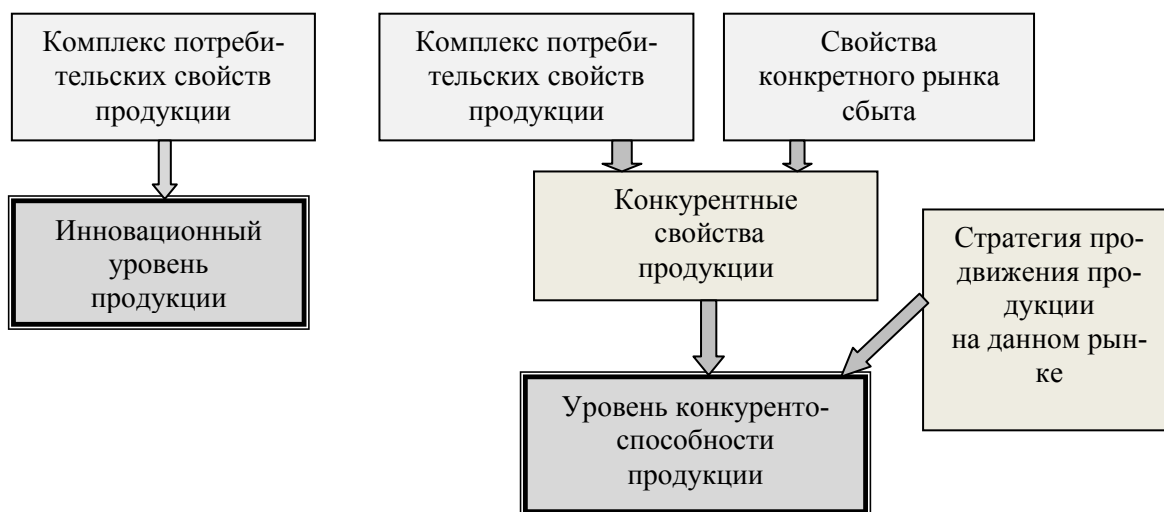 Комплекс потреби-
тельских свойств
продукции
Инновационный
уровень
продукции
Комплекс потреби-
тельских свойств
продукции
Свойства
конкретного рынка
сбыта
Конкурентные
свойства
продукции
Стратегия про-
движения про-
дукции
на данном рын-
ке
Уровень конкуренто-
способности
продукции